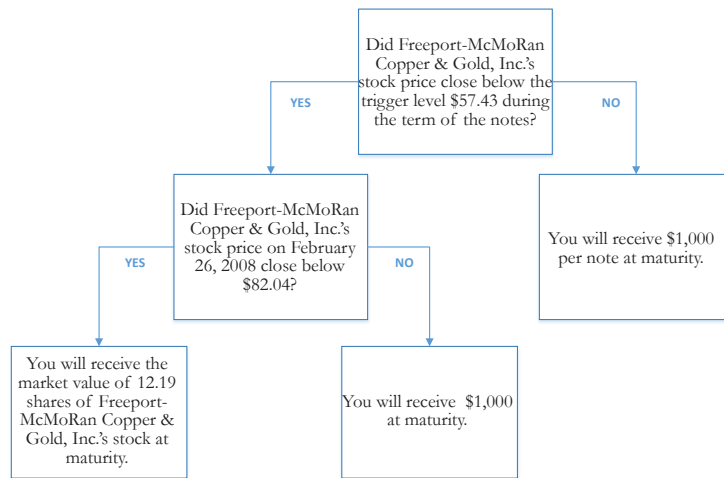 Did Freeport-McMoRan
Copper & Gold, Inc.'s
stock price close below the
trigger level $57.43 during
the term of the notes?
YES
NO
Did Freeport-McMoRan
Copper & Gold, Inc.'s
stock price on February
26, 2008 close below
$82.04?
You will receive $1,000
per note at maturity.
YES
NO
You will receive the
market value of 12.19
shares of Freeport-
McMoRan Copper &
Gold, Inc.'s stock at
maturity.
You will receive $1,000
at maturity.